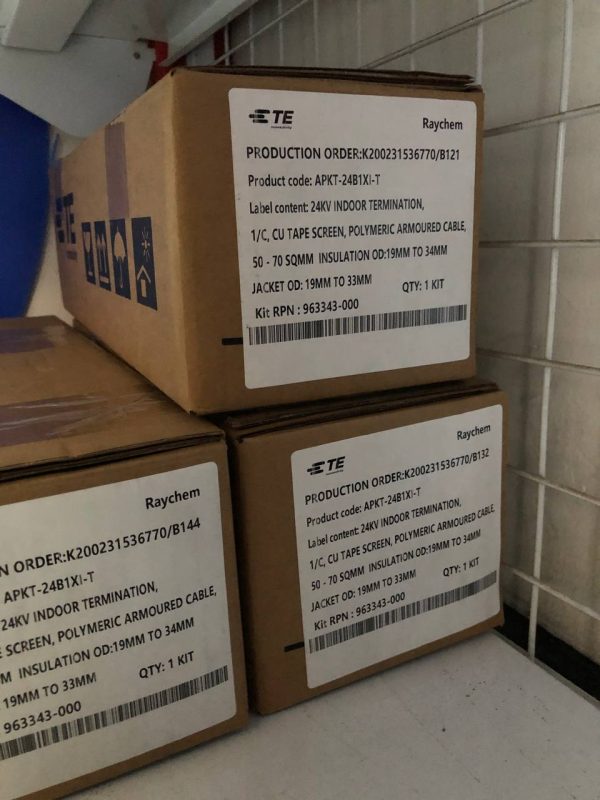 TE
TE
Raychem
PRODUCTION ORDER:K200231536770/B121
Product code: APKT-24B1XI-T
Label content: 24KV INDOOR TERMINATION,
1/C, CU TAPE SCREEN, POLYMERIC ARMOURED CABLE,
50 - 70 SQMM INSULATION OD:19MM TO 34MM
JACKET OD: 19MM TO 33MM QTY: 1 KIT
Kit RPN : 963343-000
TE
Raychem
PRODUCTION ORDER:K200231536770/B132
Product code: APKT-24B1XI-T
Label content: 24KV INDOOR TERMINATION,
1/C, CU TAPE SCREEN, POLYMERIC ARMOURED CABLE,
50 - 70 SQMM INSULATION OD:19MM TO 34MM
JACKET OD: 19MM TO 33MM QTY: 1 KIT
Kit RPN : 963343-000
Raychem
N ORDER:K200231536770/B144
APKT-24B1XI-T
24KV INDOOR TERMINATION,
SCREEN, POLYMERIC ARMOURED CABLE,
M INSULATION OD:19MM TO 34MM
19MM TO 33MM QTY: 1 KIT
963343-000